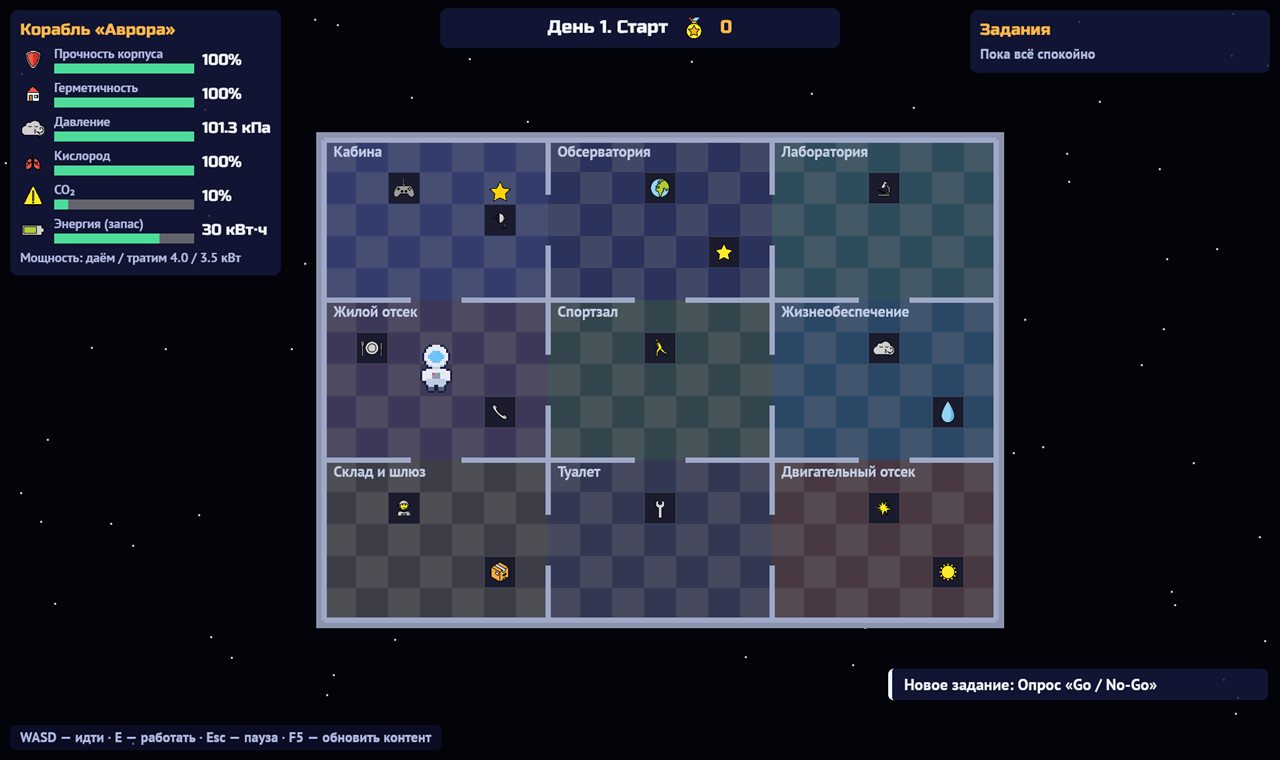 Корабль «Аврора»
Прочность корпуса
100%
Герметичность
100%
Давление
101.3 кПа
Кислород
100%
CO₂
10%
Энергия (запас)
30 кВт·ч
Мощность: даём / тратим 4.0 / 3.5 кВт
День 1. Старт 0
Задания
Пока всё спокойно
Кабина
Обсерватория
Лаборатория
Жилой отсек
Спортзал
Жизнеобеспечение
Склад и шлюз
Туалет
Двигательный отсек
Новое задание: Опрос «Go / No-Go»
WASD — идти · E — работать · Esc — пауза · F5 — обновить контент